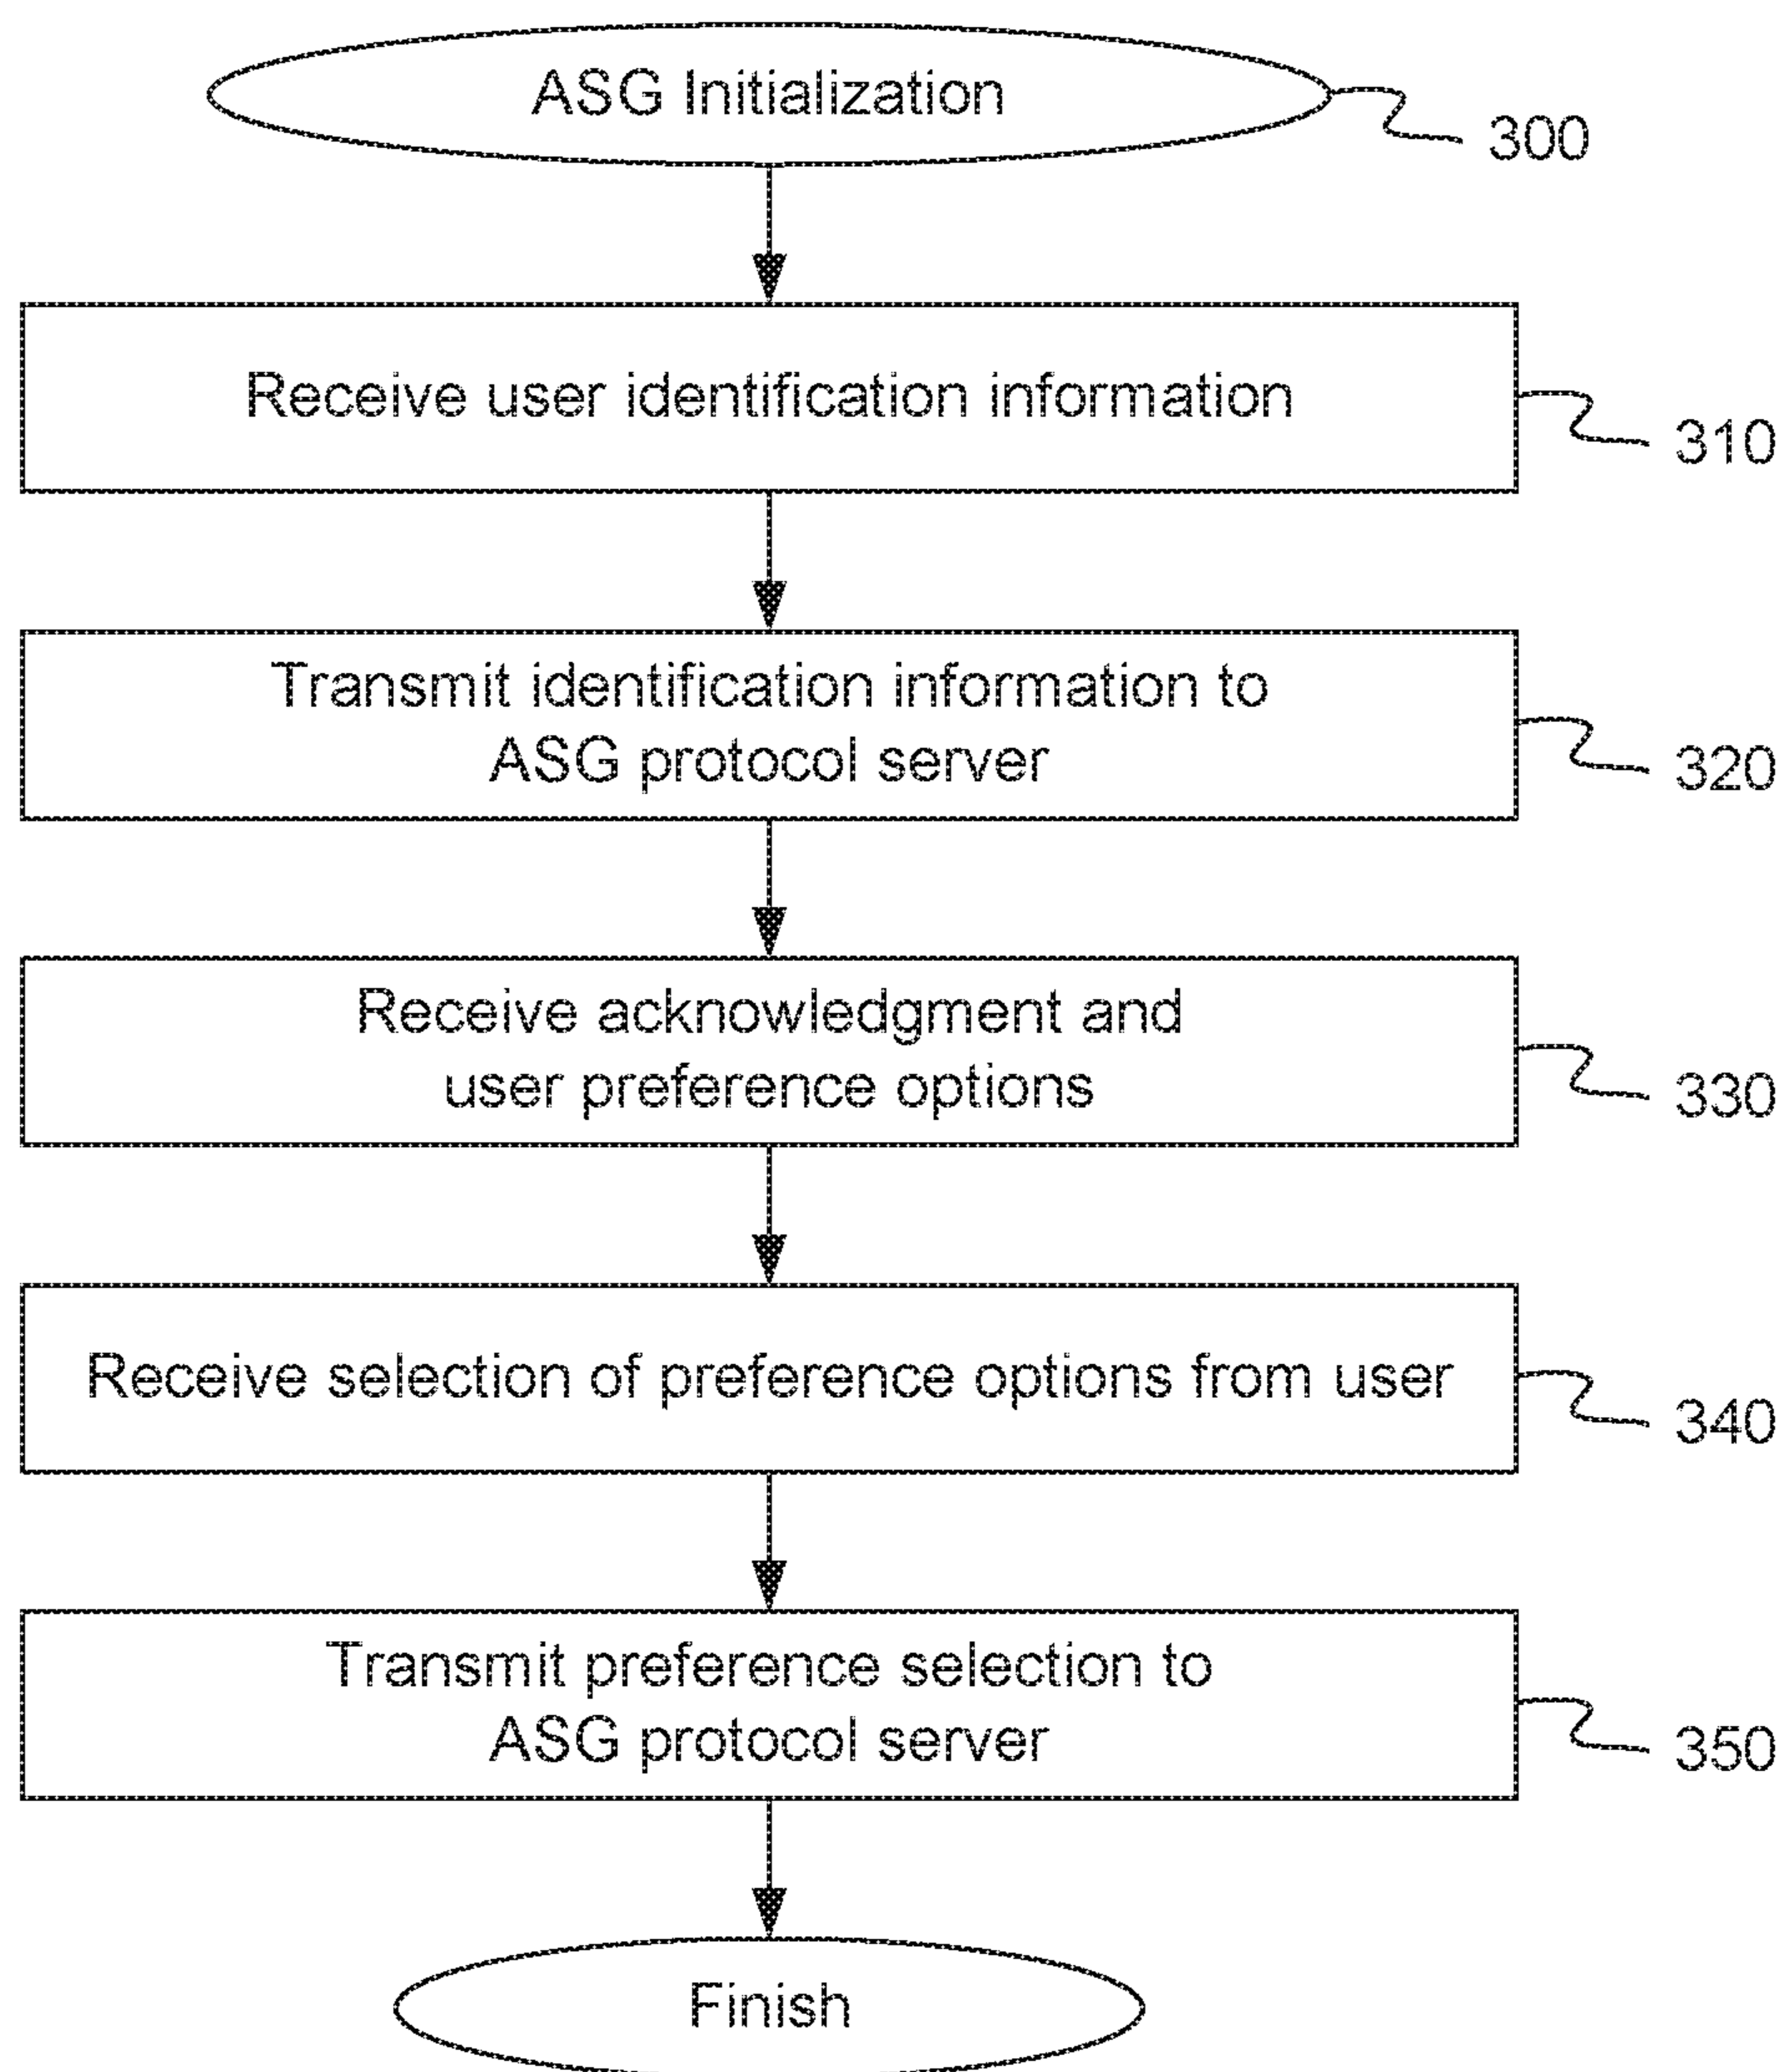 ASG Initialization
300
Receive user identification information
310
Transmit identification information to
ASG protocol server
320
Receive acknowledgment and
user preference options
330
Receive selection of preference options from user
340
Transmit preference selection to
ASG protocol server
350
Finish